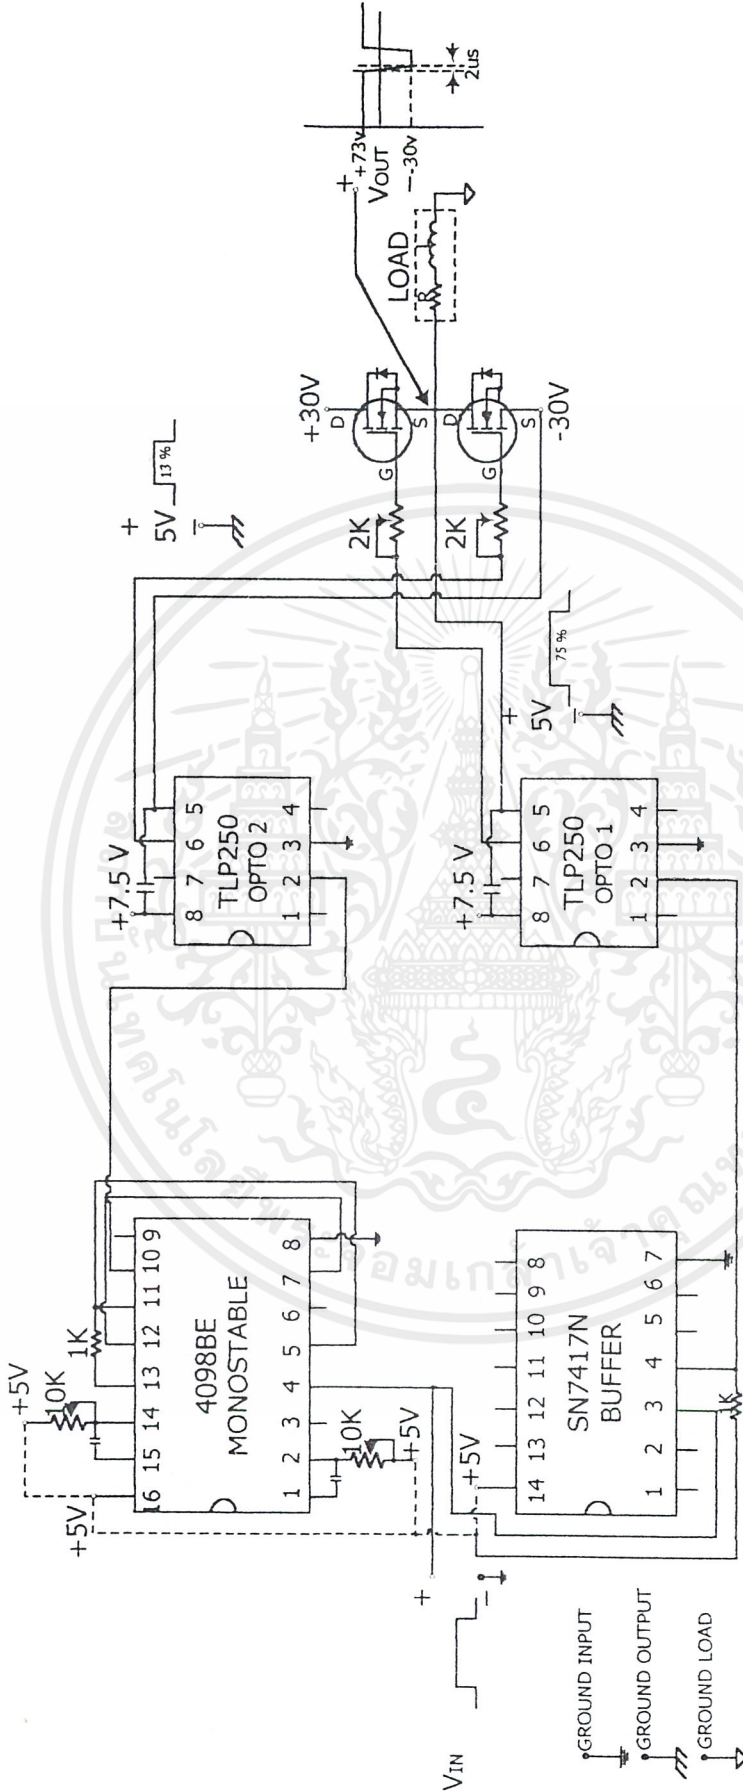 +5V
10K
1K
+5V
16 15 14 13 12 11 10 9
4098BE
MONOSTABLE
1 2 3 4 5 6 7 8
10K
+5V
+5V
14 13 12 11 10 9 8
SN7417N
BUFFER
1 2 3 4 5 6 7
1K
VIN
+
−
GROUND INPUT
GROUND OUTPUT
GROUND LOAD
+7.5 V
8 7 6 5
TLP250
OPTO 2
1 2 3 4
+7.5 V
8 7 6 5
TLP250
OPTO 1
1 2 3 4
+
5V
−
13 %
+
5V
−
75 %
2K
2K
+30V
D
G
S
D
G
S
-30V
LOAD
R
+
VOUT
−
+73v
-30v
2us